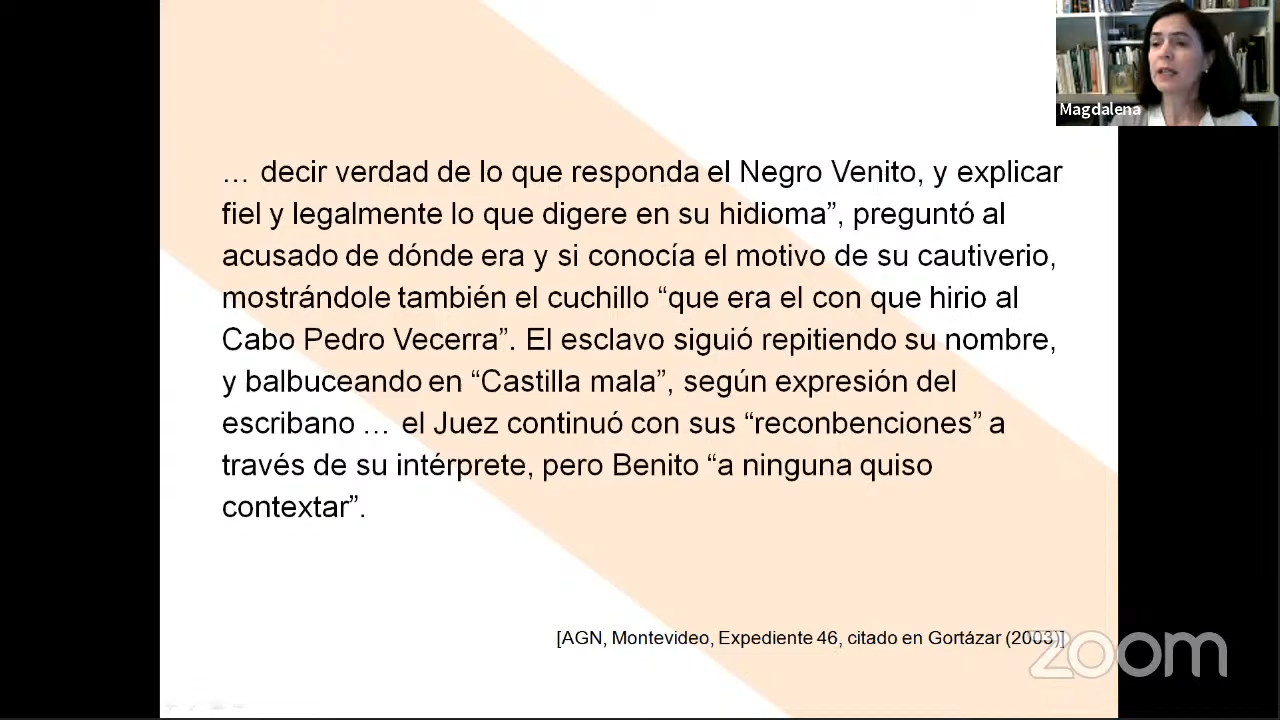 Magdalena
… decir verdad de lo que responda el Negro Venito, y explicar
fiel y legalmente lo que digere en su hidioma”, preguntó al
acusado de dónde era y si conocía el motivo de su cautiverio,
mostrándole también el cuchillo “que era el con que hirio al
Cabo Pedro Vecerra”. El esclavo siguió repitiendo su nombre,
y balbuceando en “Castilla mala”, según expresión del
escribano … el Juez continuó con sus “reconbenciones” a
través de su intérprete, pero Benito “a ninguna quiso
contextar”.
[AGN, Montevideo, Expediente 46, citado en Gortázar (2003)]
zoom